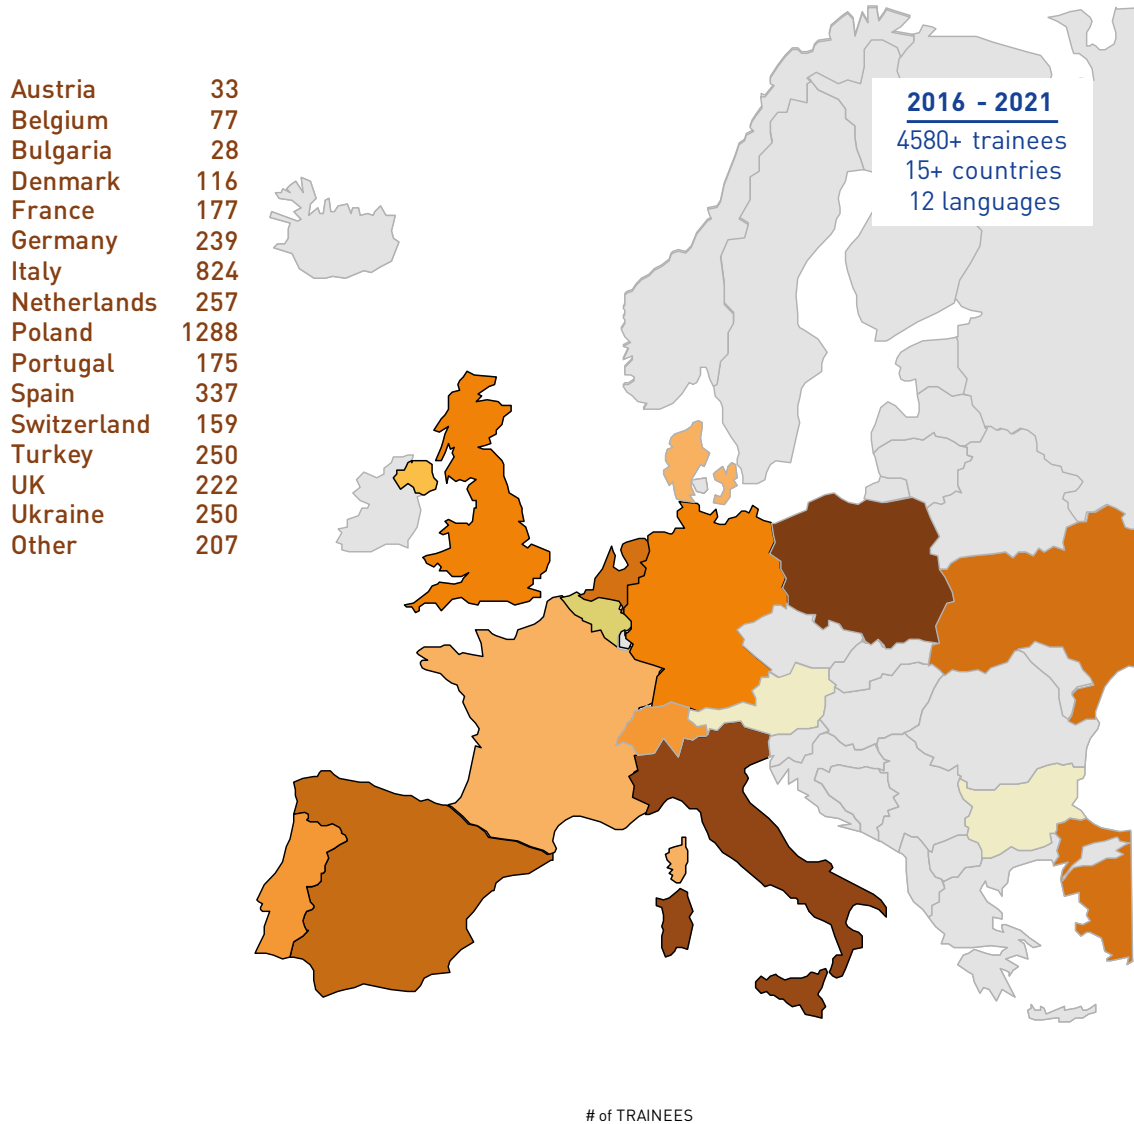 Austria 33
Belgium 77
Bulgaria 28
Denmark 116
France 177
Germany 239
Italy 824
Netherlands 257
Poland 1288
Portugal 175
Spain 337
Switzerland 159
Turkey 250
UK 222
Ukraine 250
Other 207
2016 - 2021
4580+ trainees
15+ countries
12 languages
# of TRAINEES